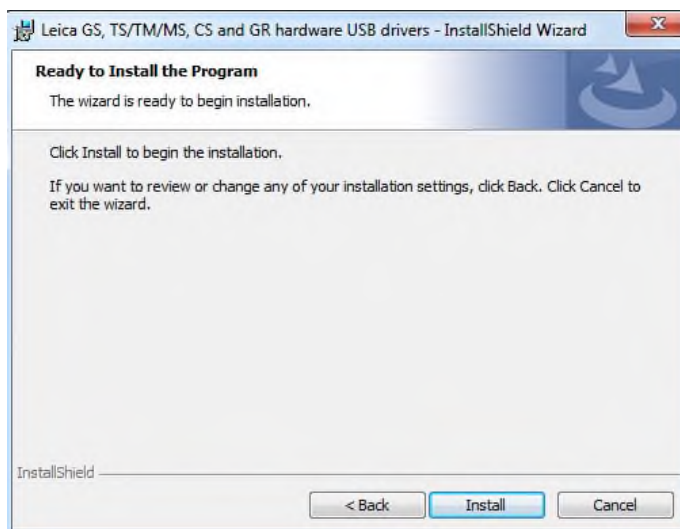 Leica GS, TS/TM/MS, CS and GR hardware USB drivers - InstallShield Wizard
Ready to Install the Program
The wizard is ready to begin installation.
Click Install to begin the installation.
If you want to review or change any of your installation settings, click Back. Click Cancel to
exit the wizard.
InstallShield
< Back
Install
Cancel